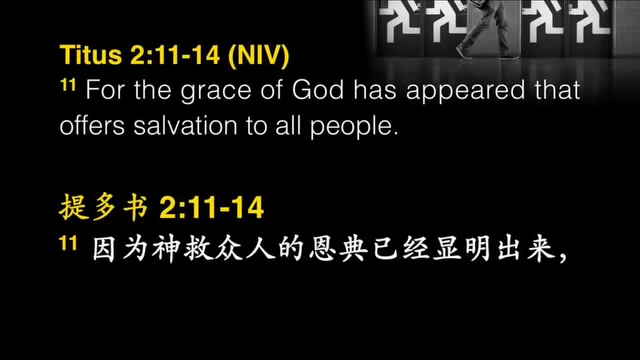 Titus 2:11-14 (NIV)
11 For the grace of God has appeared that
offers salvation to all people.
提多书 2:11-14
11 因为神救众人的恩典已经显明出来，